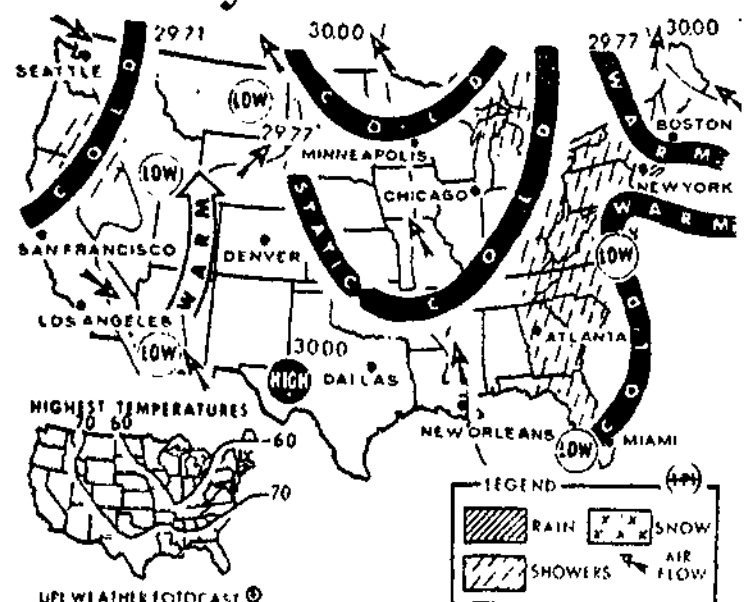 29.71
30.00
29.77
30.00
SEATTLE
COLD
LOW
COLD
WARM
29.77
BOSTON
MINNEAPOLIS
LOW
CHICAGO
NEW YORK
STATIC
COLD
WARM
SAN FRANCISCO
WARM
DENVER
LOW
LOS ANGELES
ATLANTA
COLD
LOW
30.00
HIGH
DALLAS
NEW ORLEANS
LOW
MIAMI
HIGHEST TEMPERATURES
70 60
60
70
LEGEND
UPI
RAIN
SNOW
SHOWERS
AIR
FLOW
UPI WEATHER FOTOCAST